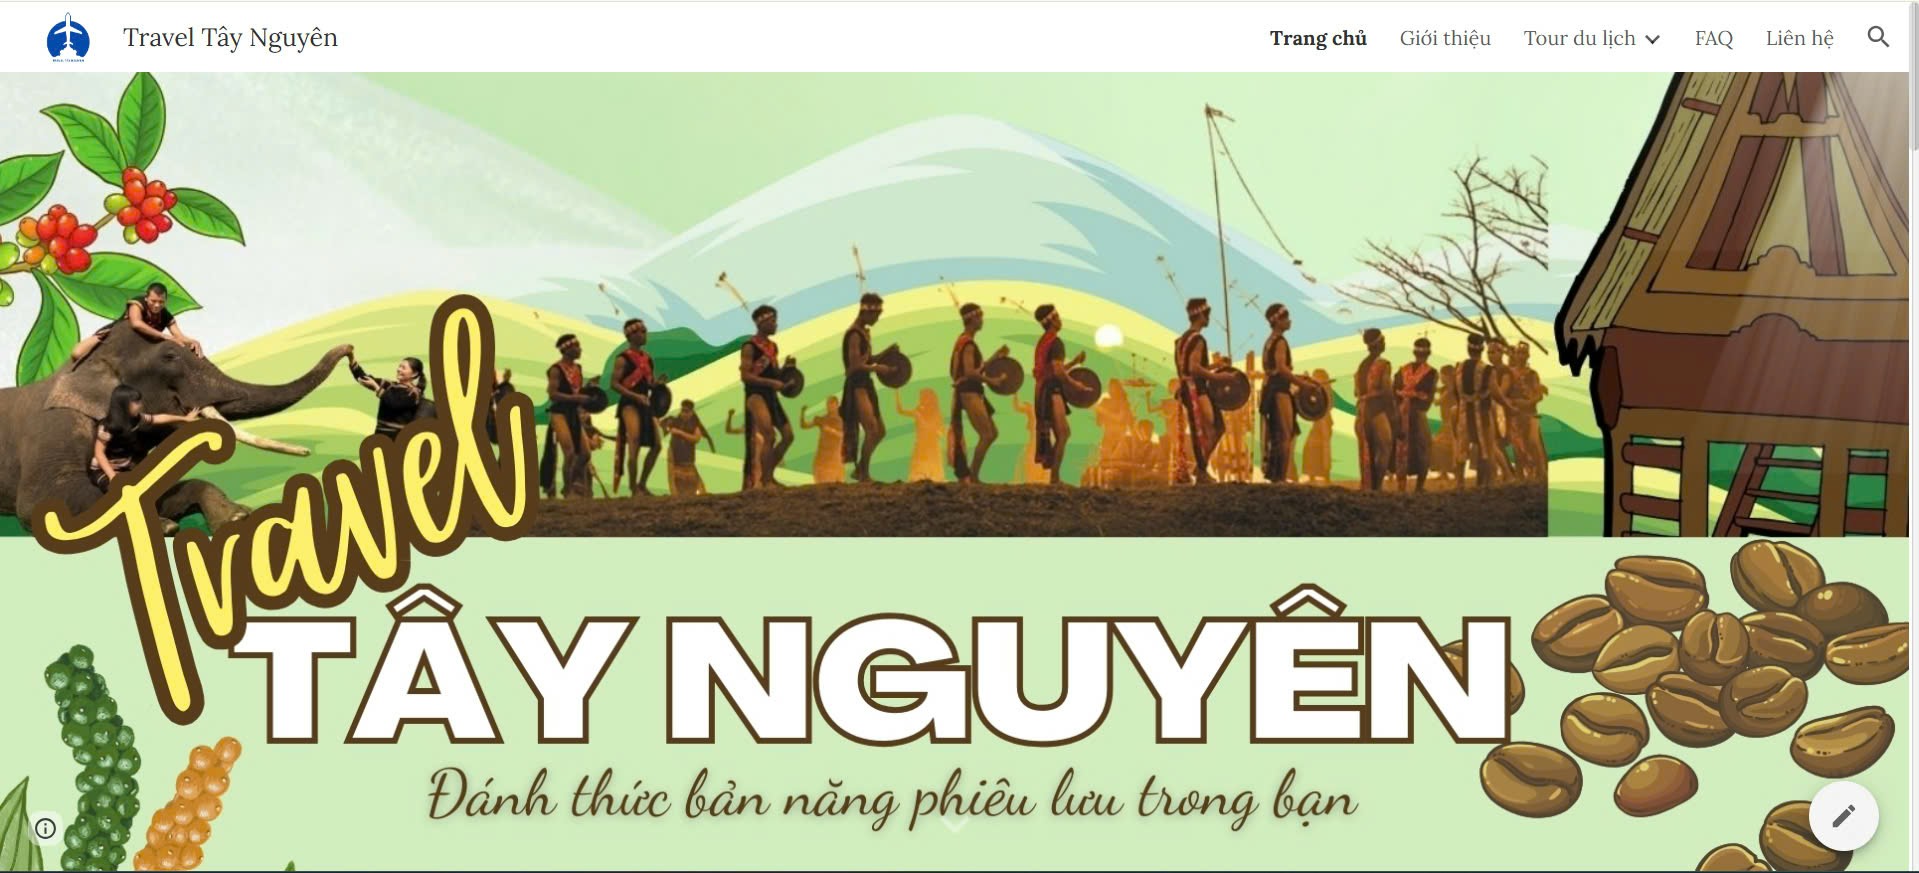 Travel Tây Nguyên
Trang chủ
Giới thiệu
Tour du lịch
FAQ
Liên hệ
Travel
TÂY NGUYÊN
Đánh thức bản năng phiêu lưu trong bạn